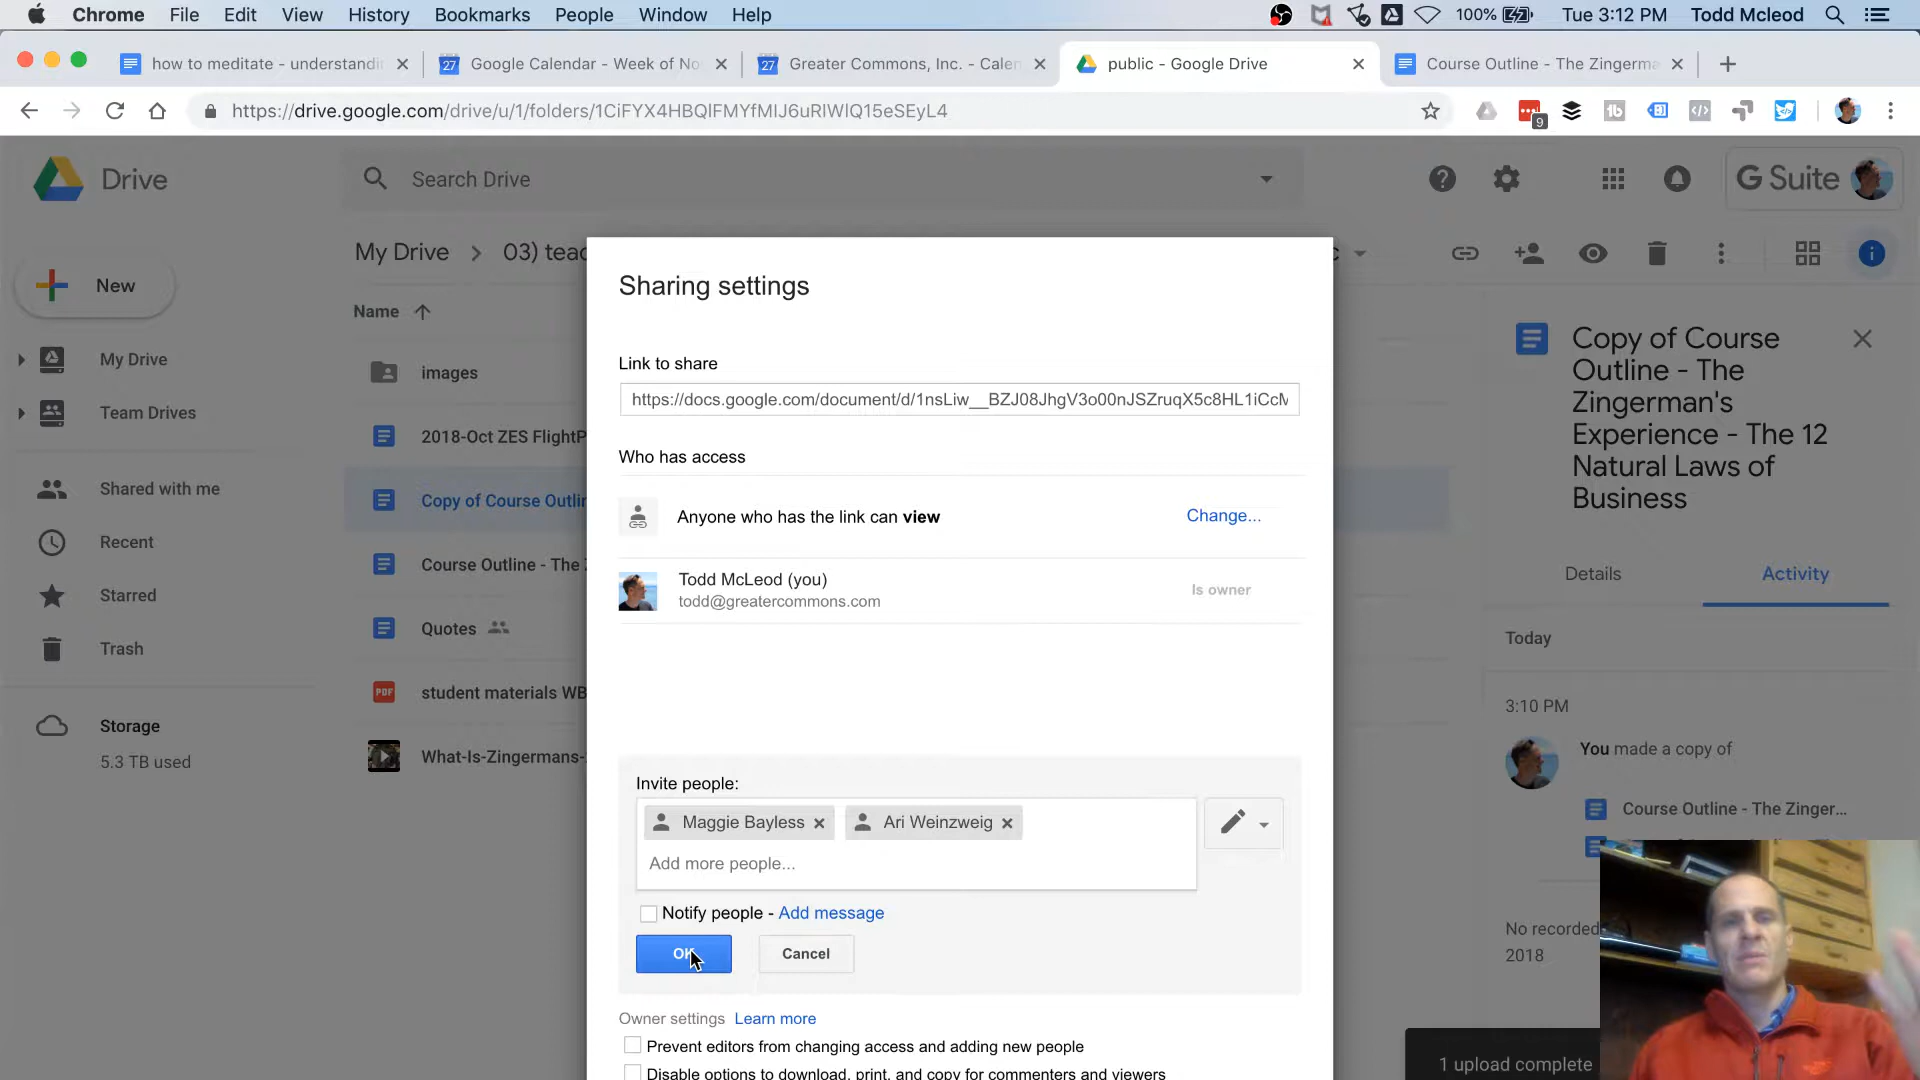 Chrome File Edit View History Bookmarks People Window Help 100% Tue 3:12 PM Todd Mcleod
how to meditate - understandi
27 Google Calendar - Week of No
27 Greater Commons, Inc. - Calen
public - Google Drive
Course Outline - The Zingerma
https://drive.google.com/drive/u/1/folders/1CiFYX4HBQlFMYfMIJ6uRIWlQ15eSEyL4
9
Drive
Search Drive
G Suite
New
My Drive
Team Drives
Shared with me
Recent
Starred
Trash
Storage
5.3 TB used
My Drive > 03) teac
Name
images
2018-Oct ZES FlightP
Copy of Course Outlin
Course Outline - The Z
Quotes
PDF student materials WB
What-Is-Zingermans-
Sharing settings
Link to share
https://docs.google.com/document/d/1nsLiw__BZJ08JhgV3o00nJSZruqX5c8HL1iCcM
Who has access
Anyone who has the link can view Change...
Todd McLeod (you)
todd@greatercommons.com
Is owner
Invite people:
Maggie Bayless Ari Weinzweig
Add more people...
Notify people - Add message
OK Cancel
Owner settings Learn more
Prevent editors from changing access and adding new people
Disable options to download, print, and copy for commenters and viewers
Copy of Course
Outline - The
Zingerman's
Experience - The 12
Natural Laws of
Business
Details Activity
Today
3:10 PM
You made a copy of
Course Outline - The Zinger...
No recorded
2018
1 upload complete